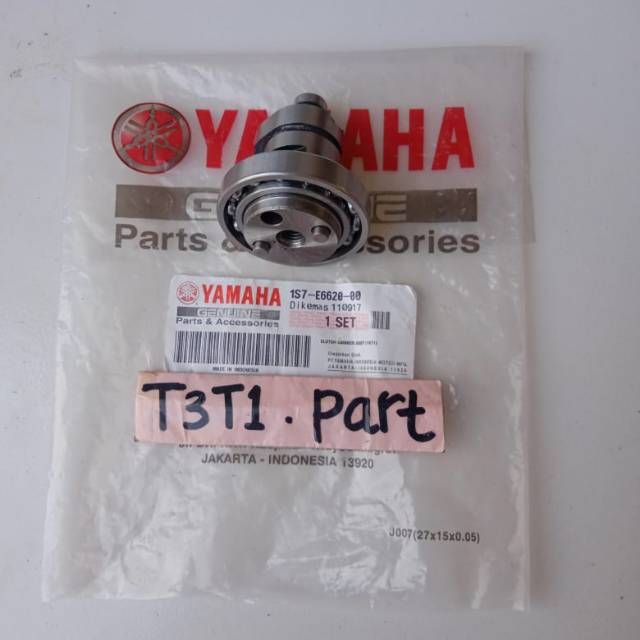 YAMAHA
GENUINE
Parts & Accessories
YAMAHA
GENUINE
Parts & Accessories
MADE IN INDONESIA
1S7-E6620-00
Dikemas 110917
1 SET
T3T1. Part
JAKARTA - INDONESIA 13920
J007(27x15x0.05)